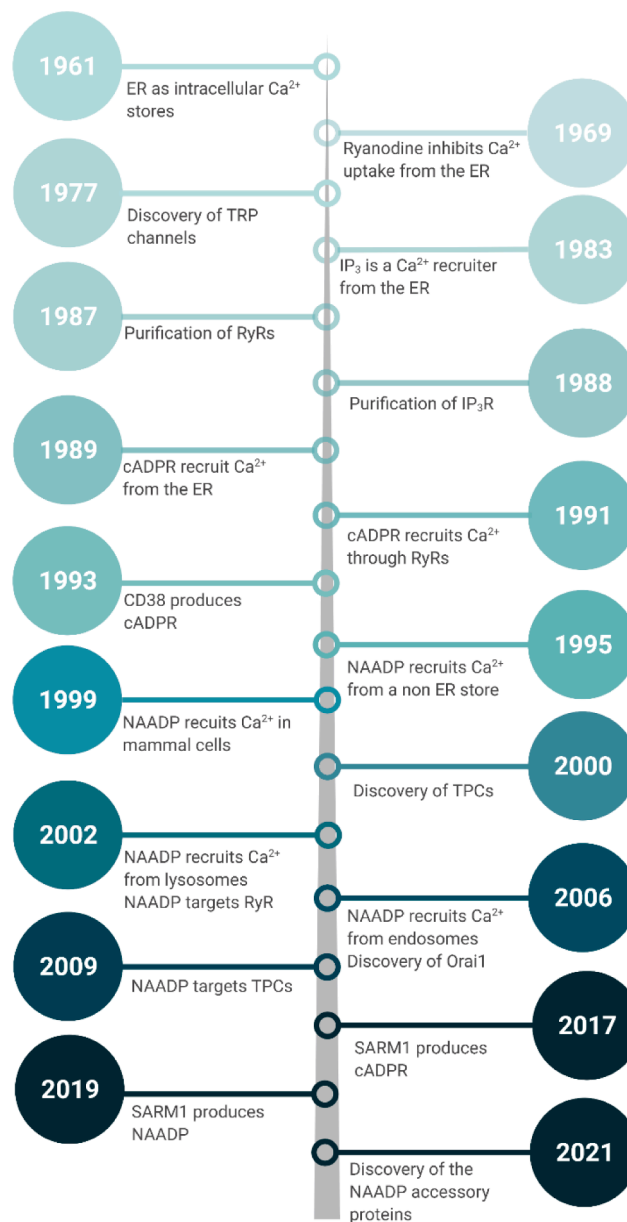 1961
ER as intracellular Ca²⁺
stores
1969
Ryanodine inhibits Ca²⁺
uptake from the ER
1977
Discovery of TRP
channels
1983
IP₃ is a Ca²⁺ recruiter
from the ER
1987
Purification of RyRs
1988
Purification of IP₃R
1989
cADPR recruit Ca²⁺
from the ER
1991
cADPR recruits Ca²⁺
through RyRs
1993
CD38 produces
cADPR
1995
NAADP recruits Ca²⁺
from a non ER store
1999
NAADP recuits Ca²⁺ in
mammal cells
2000
Discovery of TPCs
2002
NAADP recruits Ca²⁺
from lysosomes
NAADP targets RyR
2006
NAADP recruits Ca²⁺
from endosomes
Discovery of Orai1
2009
NAADP targets TPCs
2017
SARM1 produces
cADPR
2019
SARM1 produces
NAADP
2021
Discovery of the
NAADP accessory
proteins